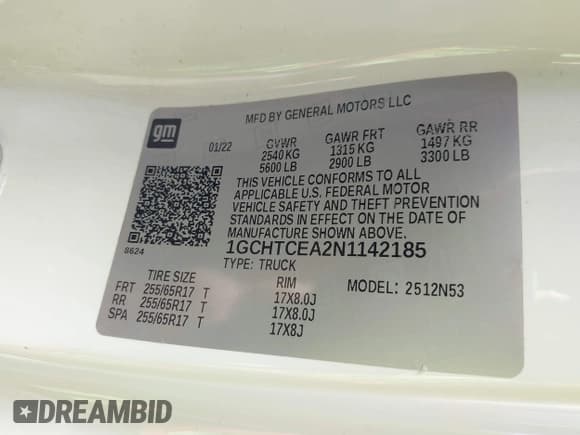 MFD BY GENERAL MOTORS LLC
gm
01/22 GVWR GAWR FRT GAWR RR
2540 KG 1315 KG 1497 KG
5600 LB 2900 LB 3300 LB
THIS VEHICLE CONFORMS TO ALL
APPLICABLE U.S. FEDERAL MOTOR
VEHICLE SAFETY AND THEFT PREVENTION
STANDARDS IN EFFECT ON THE DATE OF
MANUFACTURE SHOWN ABOVE.
8624
1GCHTCEA2N1142185
TYPE: TRUCK
TIRE SIZE RIM MODEL: 2512N53
FRT 255/65R17 T 17X8.0J
RR 255/65R17 T 17X8.0J
SPA 255/65R17 T 17X8J
DREAMBID